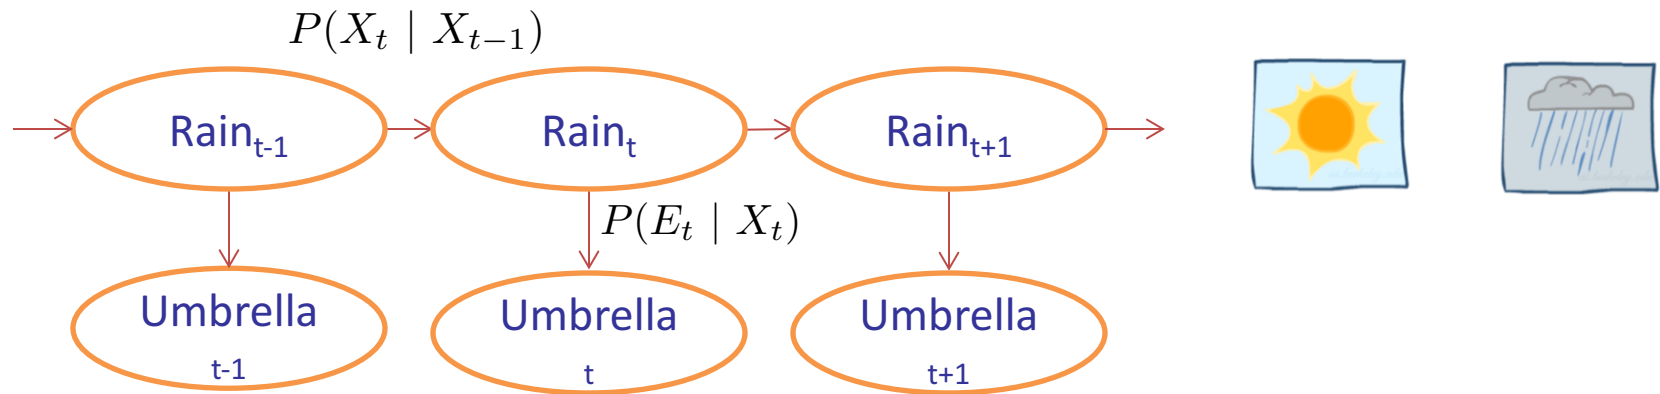 P(X_t | X_{t-1})
Rain_{t-1} Rain_t Rain_{t+1}
P(E_t | X_t)
Umbrella Umbrella Umbrella
t-1 t t+1